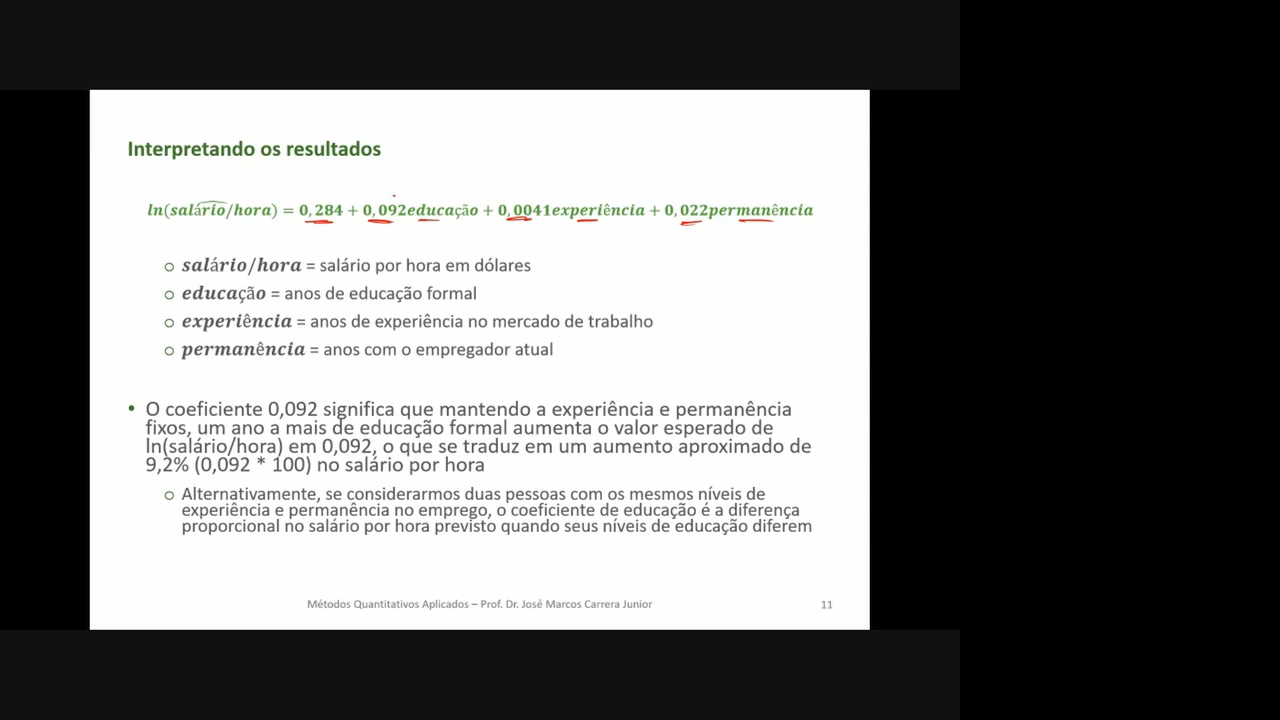 Interpretando os resultados
ln(salário/hora) = 0,284 + 0,092educação + 0,0041experiência + 0,022permanência
o salário/hora = salário por hora em dólares
o educação = anos de educação formal
o experiência = anos de experiência no mercado de trabalho
o permanência = anos com o empregador atual
• O coeficiente 0,092 significa que mantendo a experiência e permanência
fixos, um ano a mais de educação formal aumenta o valor esperado de
ln(salário/hora) em 0,092, o que se traduz em um aumento aproximado de
9,2% (0,092 * 100) no salário por hora
o Alternativamente, se considerarmos duas pessoas com os mesmos níveis de
experiência e permanência no emprego, o coeficiente de educação é a diferença
proporcional no salário por hora previsto quando seus níveis de educação diferem
Métodos Quantitativos Aplicados – Prof. Dr. José Marcos Carrera Junior
11